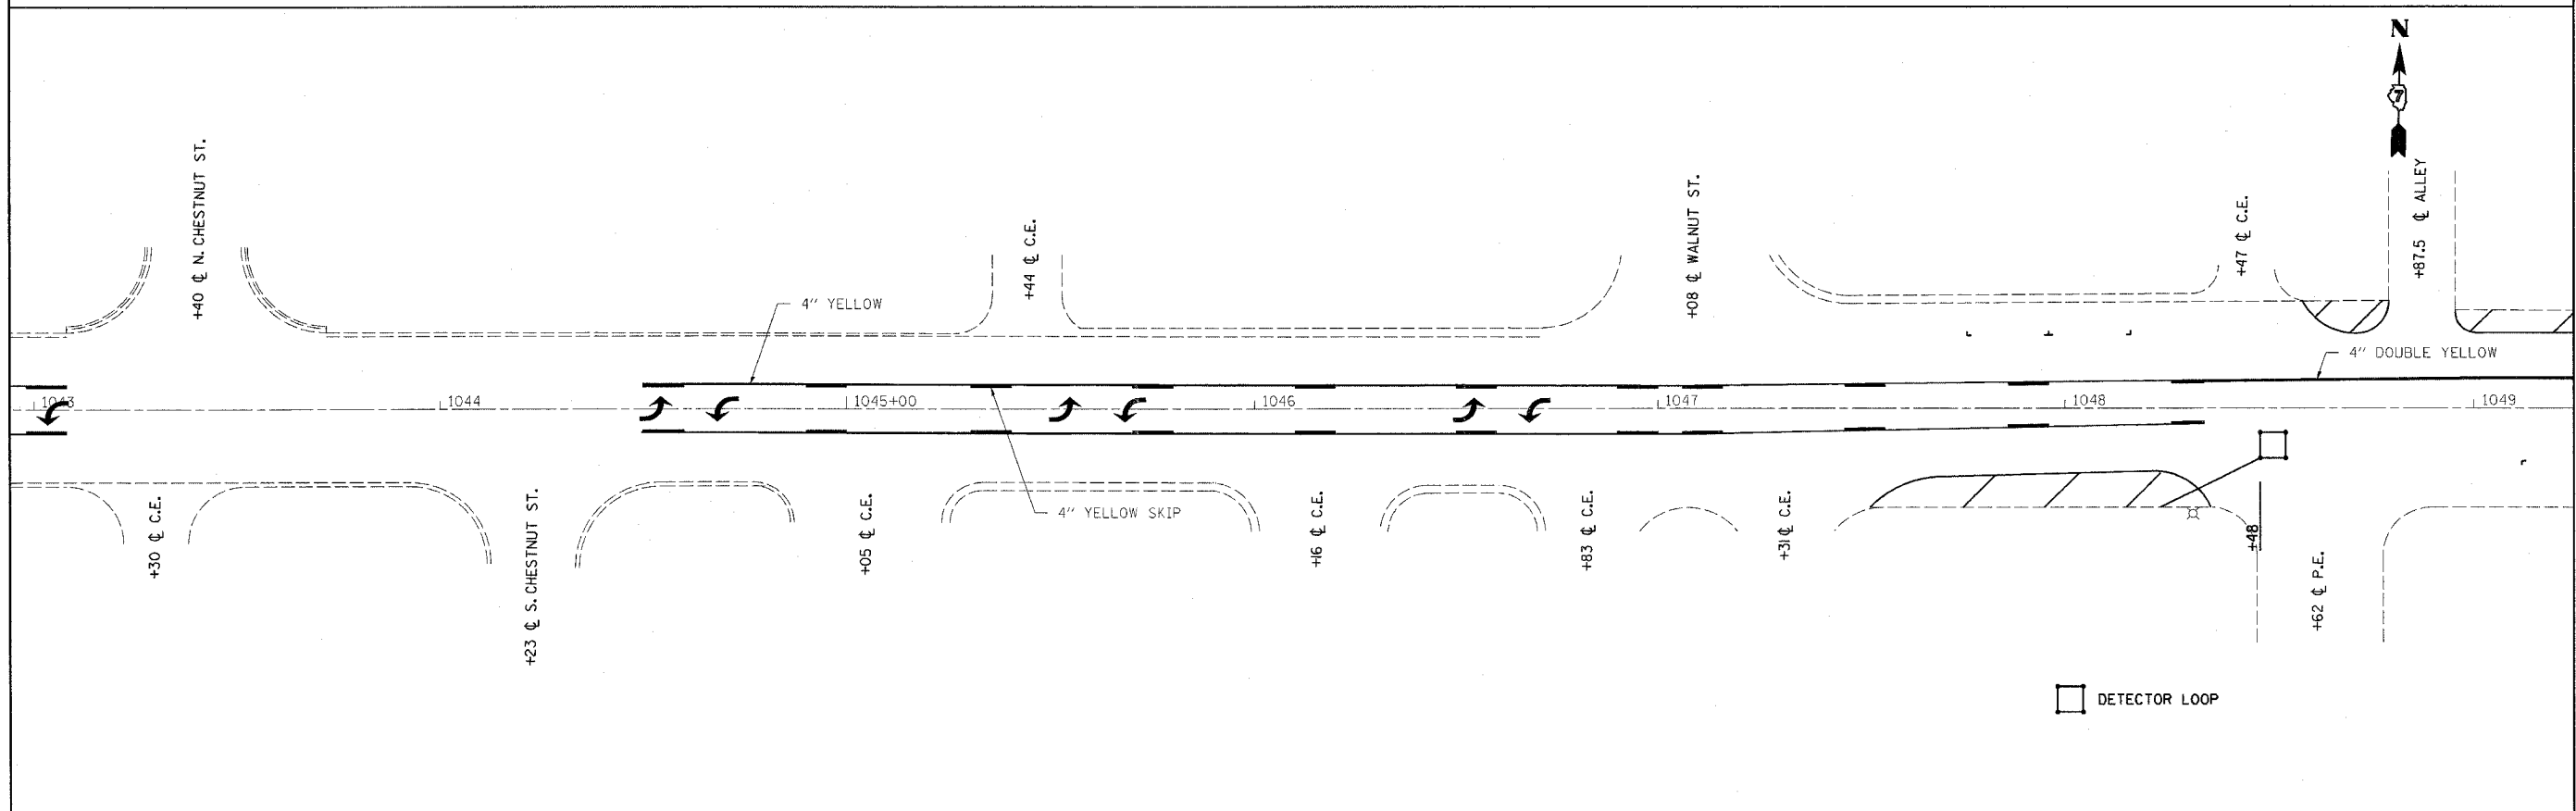 N
7
+40 ℄ N. CHESTNUT ST.
+44 ℄ C.E.
+08 ℄ WALNUT ST.
+47 ℄ C.E.
+87.5 ℄ ALLEY
4" YELLOW
4" DOUBLE YELLOW
1043
1044
1045+00
1046
1047
1048
1049
4" YELLOW SKIP
+30 ℄ C.E.
+23 ℄ S. CHESTNUT ST.
+05 ℄ C.E.
+16 ℄ C.E.
+83 ℄ C.E.
+31 ℄ C.E.
+48
+62 ℄ P.E.
DETECTOR LOOP